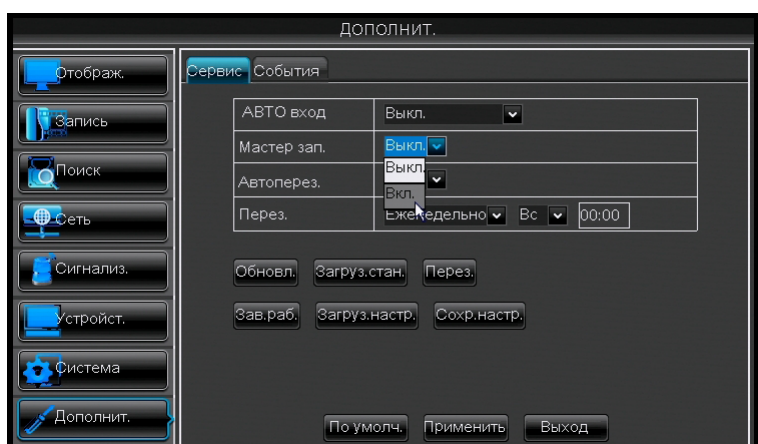 ДОПОЛНИТ.
Отображ.
Запись
Поиск
Сеть
Сигнализ.
Устройст.
Система
Дополнит.
Сервис События
АВТО вход Выкл.
Мастер зап. Выкл.
Выкл.
Автоперез.
Вкл.
Перез. Еженедельно Вс 00:00
Обновл. Загруз.стан. Перез.
Зав.раб. Загруз.настр. Сохр.настр.
По умолч. Применить Выход